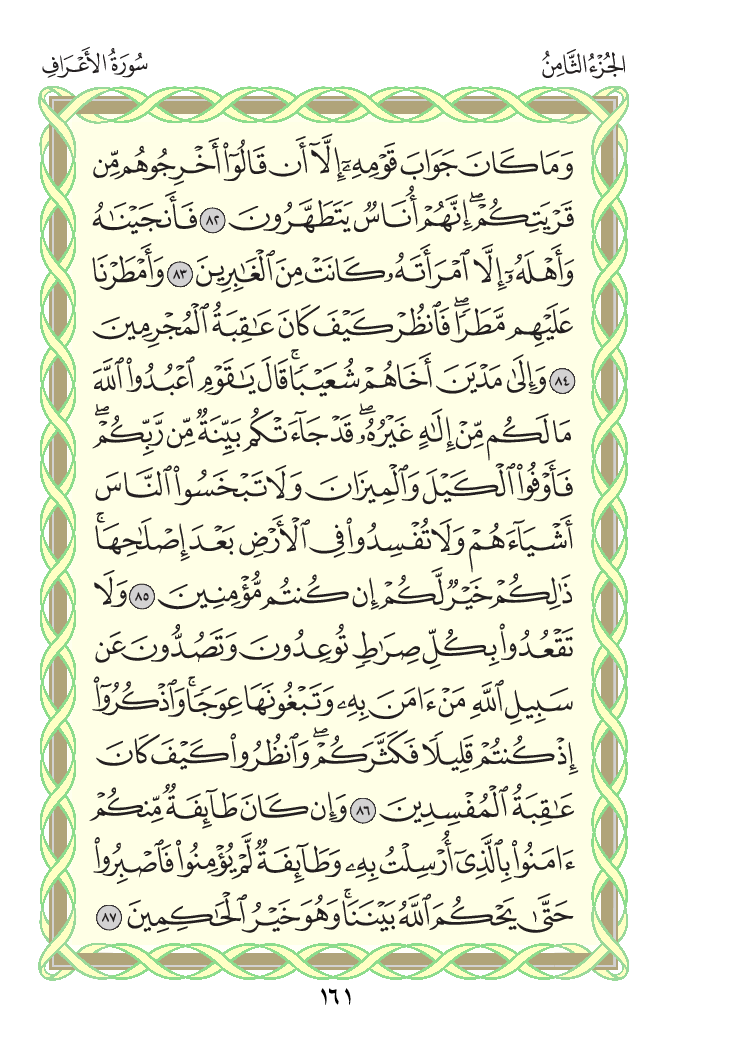 الجُزْءُ الثَّامِنُ
سُورَةُ الأَعْرَافِ
وَمَا كَانَ جَوَابَ قَوْمِهِۦٓ إِلَّآ أَن قَالُوٓا۟ أَخْرِجُوهُم مِّن
قَرْيَتِكُمْ ۖ إِنَّهُمْ أُنَاسٌ يَتَطَهَّرُونَ ٨٢ فَأَنجَيْنَـٰهُ
وَأَهْلَهُۥٓ إِلَّا ٱمْرَأَتَهُۥ كَانَتْ مِنَ ٱلْغَـٰبِرِينَ ٨٣ وَأَمْطَرْنَا
عَلَيْهِم مَّطَرًا ۖ فَٱنظُرْ كَيْفَ كَانَ عَـٰقِبَةُ ٱلْمُجْرِمِينَ
٨٤ وَإِلَىٰ مَدْيَنَ أَخَاهُمْ شُعَيْبًا ۗ قَالَ يَـٰقَوْمِ ٱعْبُدُوا۟ ٱللَّهَ
مَا لَكُم مِّنْ إِلَـٰهٍ غَيْرُهُۥ ۖ قَدْ جَآءَتْكُم بَيِّنَةٌ مِّن رَّبِّكُمْ ۖ
فَأَوْفُوا۟ ٱلْكَيْلَ وَٱلْمِيزَانَ وَلَا تَبْخَسُوا۟ ٱلنَّاسَ
أَشْيَآءَهُمْ وَلَا تُفْسِدُوا۟ فِى ٱلْأَرْضِ بَعْدَ إِصْلَـٰحِهَا ۚ
ذَٰلِكُمْ خَيْرٌ لَّكُمْ إِن كُنتُم مُّؤْمِنِينَ ٨٥ وَلَا
تَقْعُدُوا۟ بِكُلِّ صِرَٰطٍ تُوعِدُونَ وَتَصُدُّونَ عَن
سَبِيلِ ٱللَّهِ مَنْ ءَامَنَ بِهِۦ وَتَبْغُونَهَا عِوَجًا ۚ وَٱذْكُرُوٓا۟
إِذْ كُنتُمْ قَلِيلًا فَكَثَّرَكُمْ ۖ وَٱنظُرُوا۟ كَيْفَ كَانَ
عَـٰقِبَةُ ٱلْمُفْسِدِينَ ٨٦ وَإِن كَانَ طَآئِفَةٌ مِّنكُمْ
ءَامَنُوا۟ بِٱلَّذِىٓ أُرْسِلْتُ بِهِۦ وَطَآئِفَةٌ لَّمْ يُؤْمِنُوا۟ فَٱصْبِرُوا۟
حَتَّىٰ يَحْكُمَ ٱللَّهُ بَيْنَنَا ۚ وَهُوَ خَيْرُ ٱلْحَـٰكِمِينَ ٨٧
١٦١